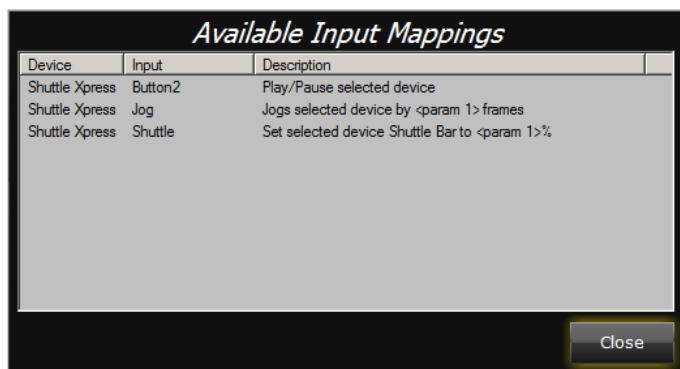 Available Input Mappings
Device Input Description
Shuttle Xpress Button2 Play/Pause selected device
Shuttle Xpress Jog Jogs selected device by <param 1> frames
Shuttle Xpress Shuttle Set selected device Shuttle Bar to <param 1>%
Close